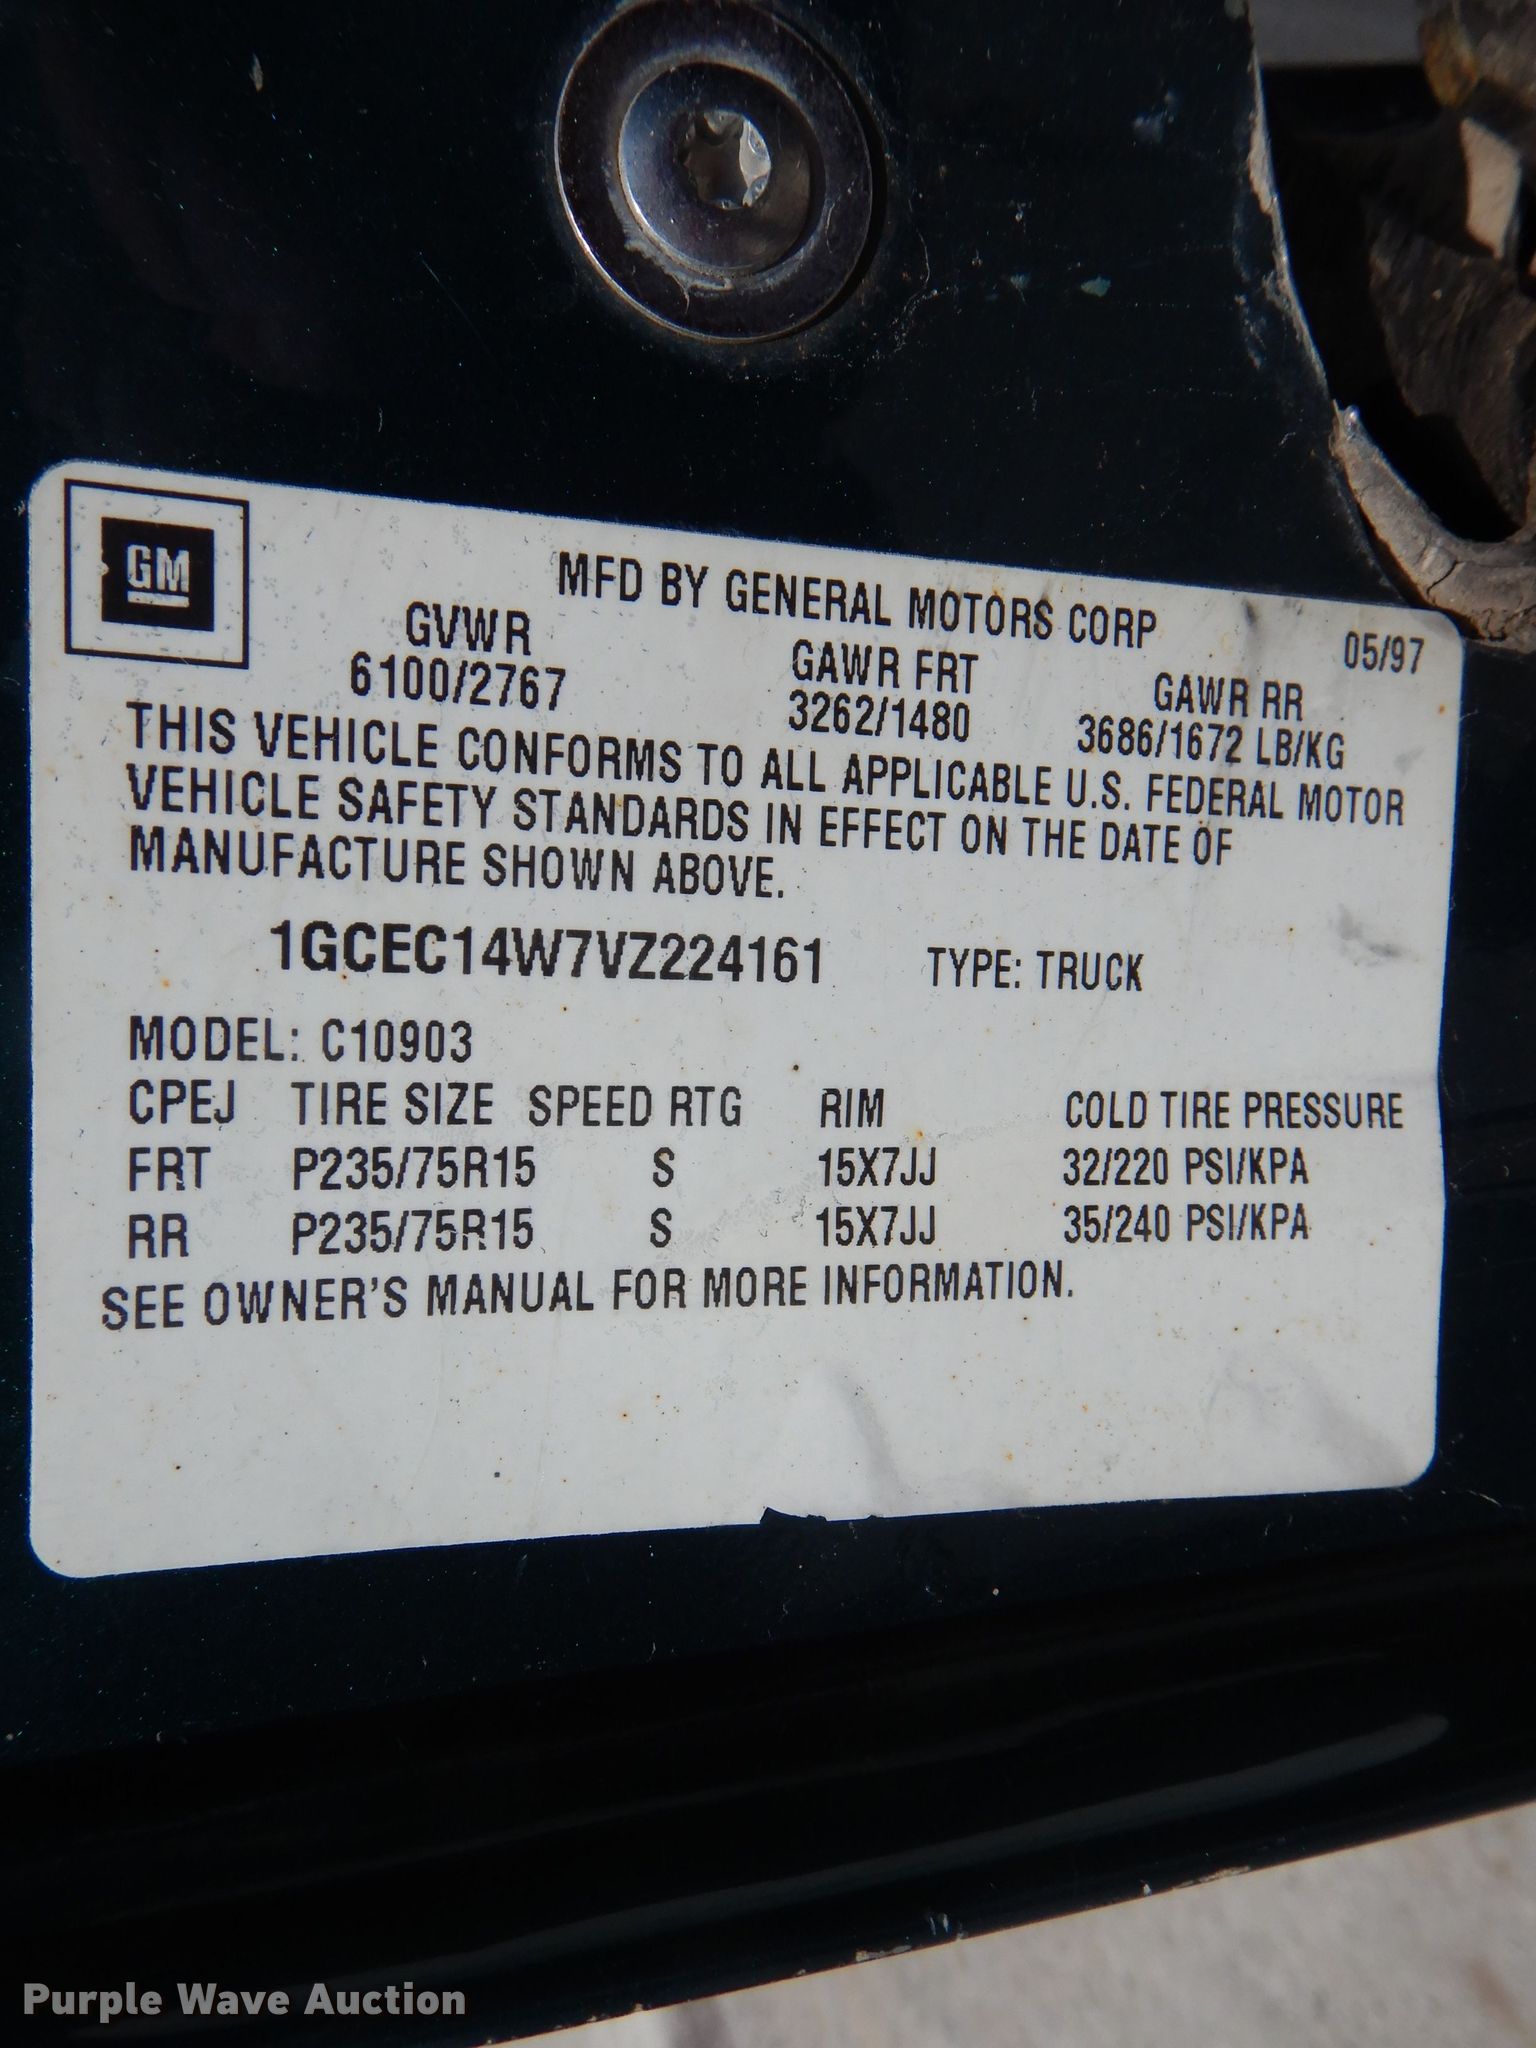 GM
MFD BY GENERAL MOTORS CORP
05/97
GVWR GAWR FRT GAWR RR
6100/2767 3262/1480 3686/1672 LB/KG
THIS VEHICLE CONFORMS TO ALL APPLICABLE U.S. FEDERAL MOTOR
VEHICLE SAFETY STANDARDS IN EFFECT ON THE DATE OF
MANUFACTURE SHOWN ABOVE.
1GCEC14W7VZ224161 TYPE: TRUCK
MODEL: C10903
CPEJ TIRE SIZE SPEED RTG RIM COLD TIRE PRESSURE
FRT P235/75R15 S 15X7JJ 32/220 PSI/KPA
RR P235/75R15 S 15X7JJ 35/240 PSI/KPA
SEE OWNER'S MANUAL FOR MORE INFORMATION.
Purple Wave Auction